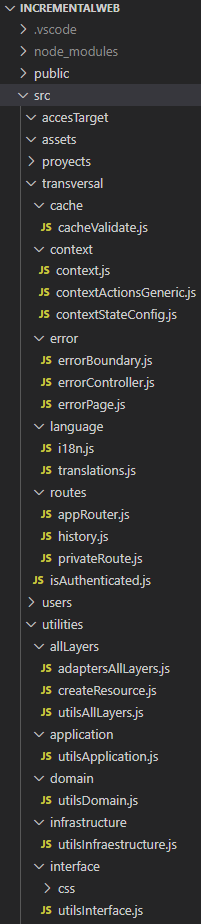 INCREMENTALWEB
.vscode
node_modules
public
src
accesTarget
assets
proyects
transversal
cache
JS cacheValidate.js
context
JS context.js
JS contextActionsGeneric.js
JS contextStateConfig.js
error
JS errorBoundary.js
JS errorController.js
JS errorPage.js
language
JS i18n.js
JS translations.js
routes
JS appRouter.js
JS history.js
JS privateRoute.js
JS isAuthenticated.js
users
utilities
allLayers
JS adaptersAllLayers.js
JS createResource.js
JS utilsAllLayers.js
application
JS utilsApplication.js
domain
JS utilsDomain.js
infrastructure
JS utilsInfraestructure.js
interface
css
JS utilsInterface.js